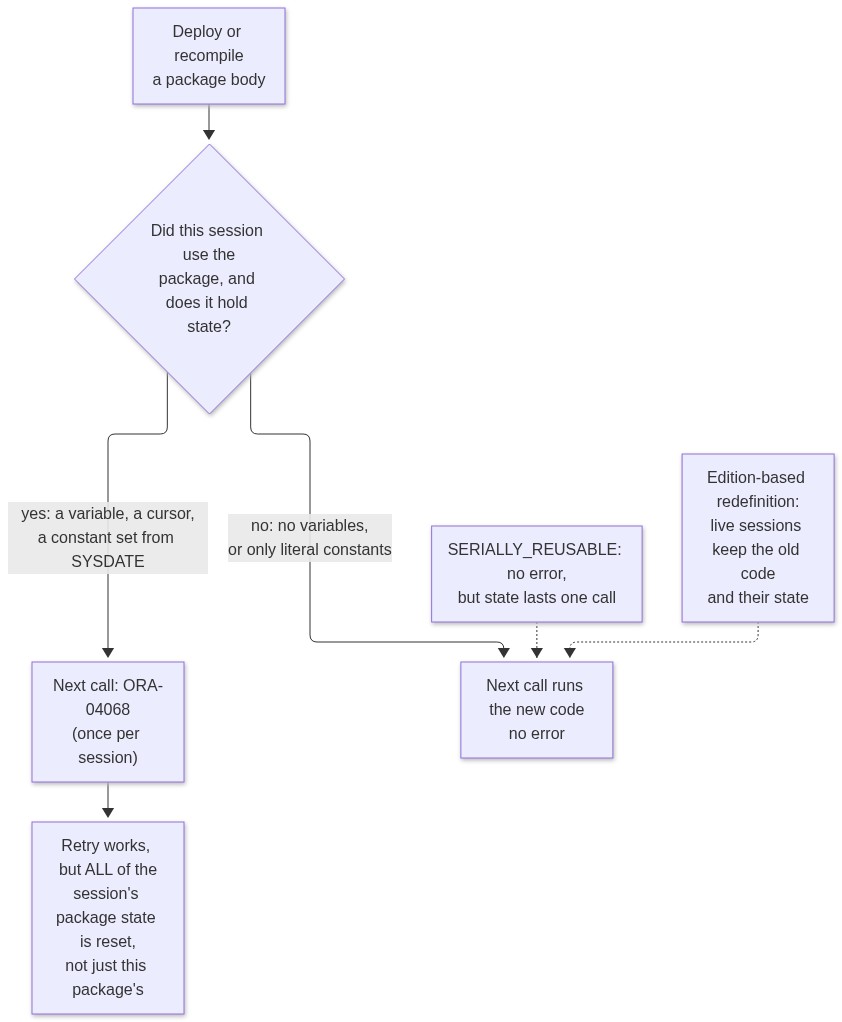 Deploy or
recompile
a package body
Did this session
use the
package, and
does it hold
state?
yes: a variable, a cursor,
a constant set from
SYSDATE
no: no variables,
or only literal constants
SERIALLY_REUSABLE:
no error,
but state lasts one call
Edition-based
redefinition:
live sessions
keep the old
code
and their state
Next call: ORA-
04068
(once per
session)
Next call runs
the new code
no error
Retry works,
but ALL of the
session's
package state
is reset,
not just this
package's